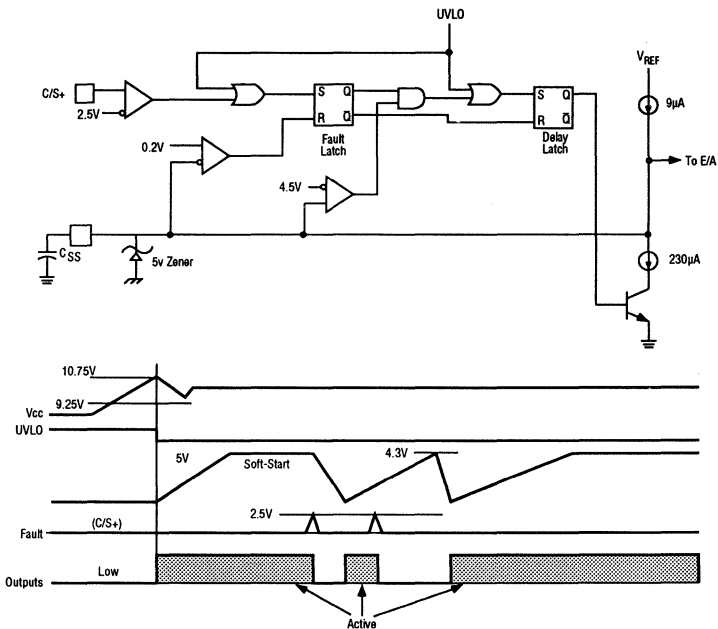 UVLO
VREF
C/S+
2.5V
S Q
R Q̅
Fault
Latch
S Q
R Q̅
Delay
Latch
9µA
To E/A
0.2V
4.5V
CSS
5v Zener
230µA
10.75V
9.25V
Vcc
UVLO
5V
Soft-Start
4.3V
2.5V
Fault
(C/S+)
Low
Outputs
Active